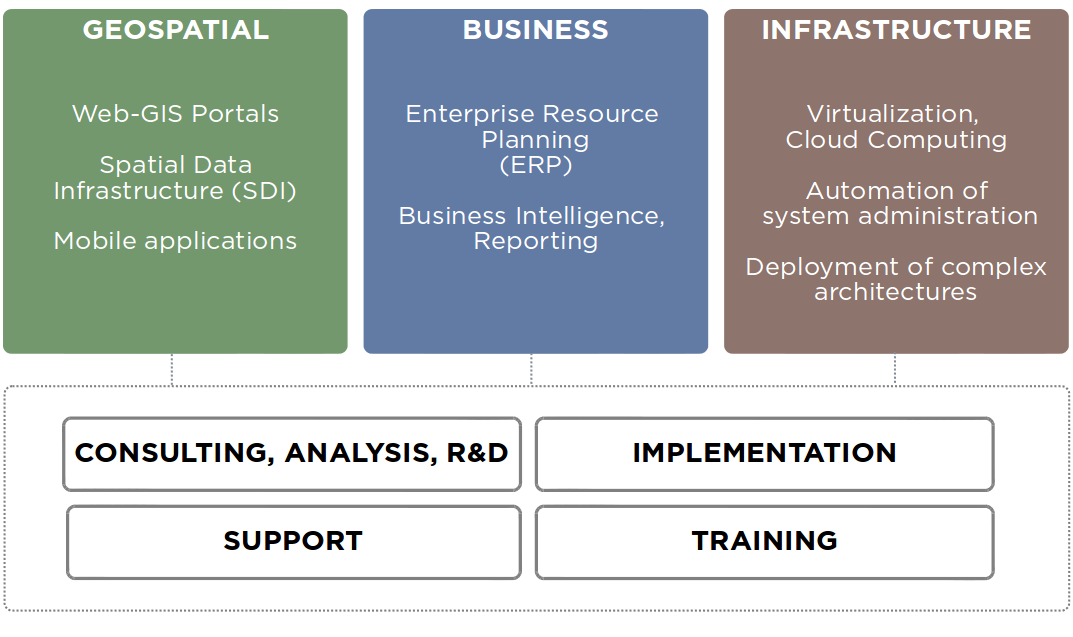 GEOSPATIAL
Web-GIS Portals
Spatial Data
Infrastructure (SDI)
Mobile applications
BUSINESS
Enterprise Resource
Planning
(ERP)
Business Intelligence,
Reporting
INFRASTRUCTURE
Virtualization,
Cloud Computing
Automation of
system administration
Deployment of complex
architectures
CONSULTING, ANALYSIS, R&D
IMPLEMENTATION
SUPPORT
TRAINING